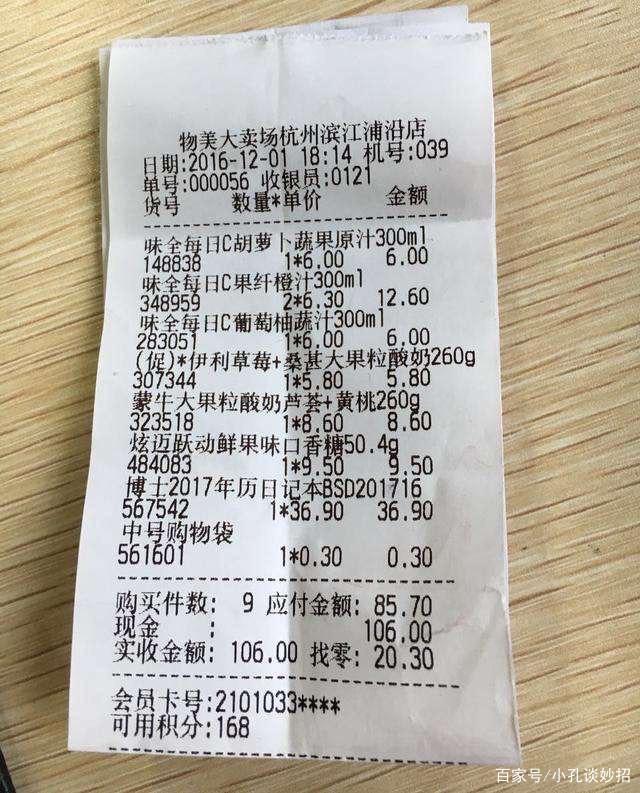 物美大卖场杭州滨江浦沿店
日期:2016-12-01 18:14 机号:039
单号:000056 收银员:0121
货号 数量*单价 金额
味全每日C胡萝卜蔬果原汁300ml
148838 1*6.00 6.00
味全每日C果纤橙汁300ml
348959 2*6.30 12.60
味全每日C葡萄柚蔬汁300ml
283051 1*6.00 6.00
(促)*伊利草莓+桑葚大果粒酸奶260g
307344 1*5.80 5.80
蒙牛大果粒酸奶芦荟+黄桃260g
323518 1*8.60 8.60
炫迈跃动鲜果味口香糖50.4g
484083 1*9.50 9.50
博士2017年历日记本BSD201716
567542 1*36.90 36.90
中号购物袋
561601 1*0.30 0.30
购买件数: 9 应付金额: 85.70
现金 : 106.00
实收金额: 106.00 找零: 20.30
会员卡号:2101033****
可用积分:168
百家号/小孔谈妙招